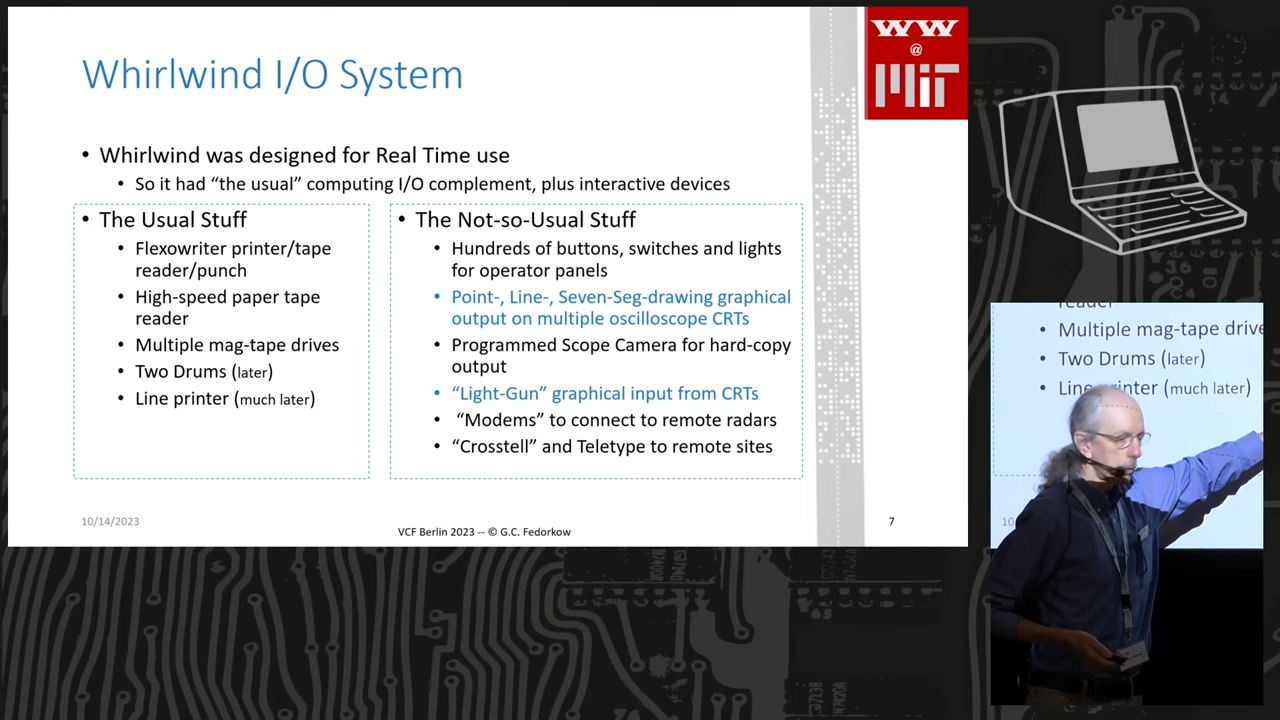 Whirlwind I/O System
WW
@
MIT
• Whirlwind was designed for Real Time use
• So it had “the usual” computing I/O complement, plus interactive devices
• The Usual Stuff
• Flexowriter printer/tape
reader/punch
• High-speed paper tape
reader
• Multiple mag-tape drives
• Two Drums (later)
• Line printer (much later)
• The Not-so-Usual Stuff
• Hundreds of buttons, switches and lights
for operator panels
• Point-, Line-, Seven-Seg-drawing graphical
output on multiple oscilloscope CRTs
• Programmed Scope Camera for hard-copy
output
• “Light-Gun” graphical input from CRTs
• “Modems” to connect to remote radars
• “Crosstell” and Teletype to remote sites
10/14/2023
VCF Berlin 2023 -- © G.C. Fedorkow
7
reader
• Multiple mag-tape drive
• Two Drums (later)
• Line printer (much later)
10